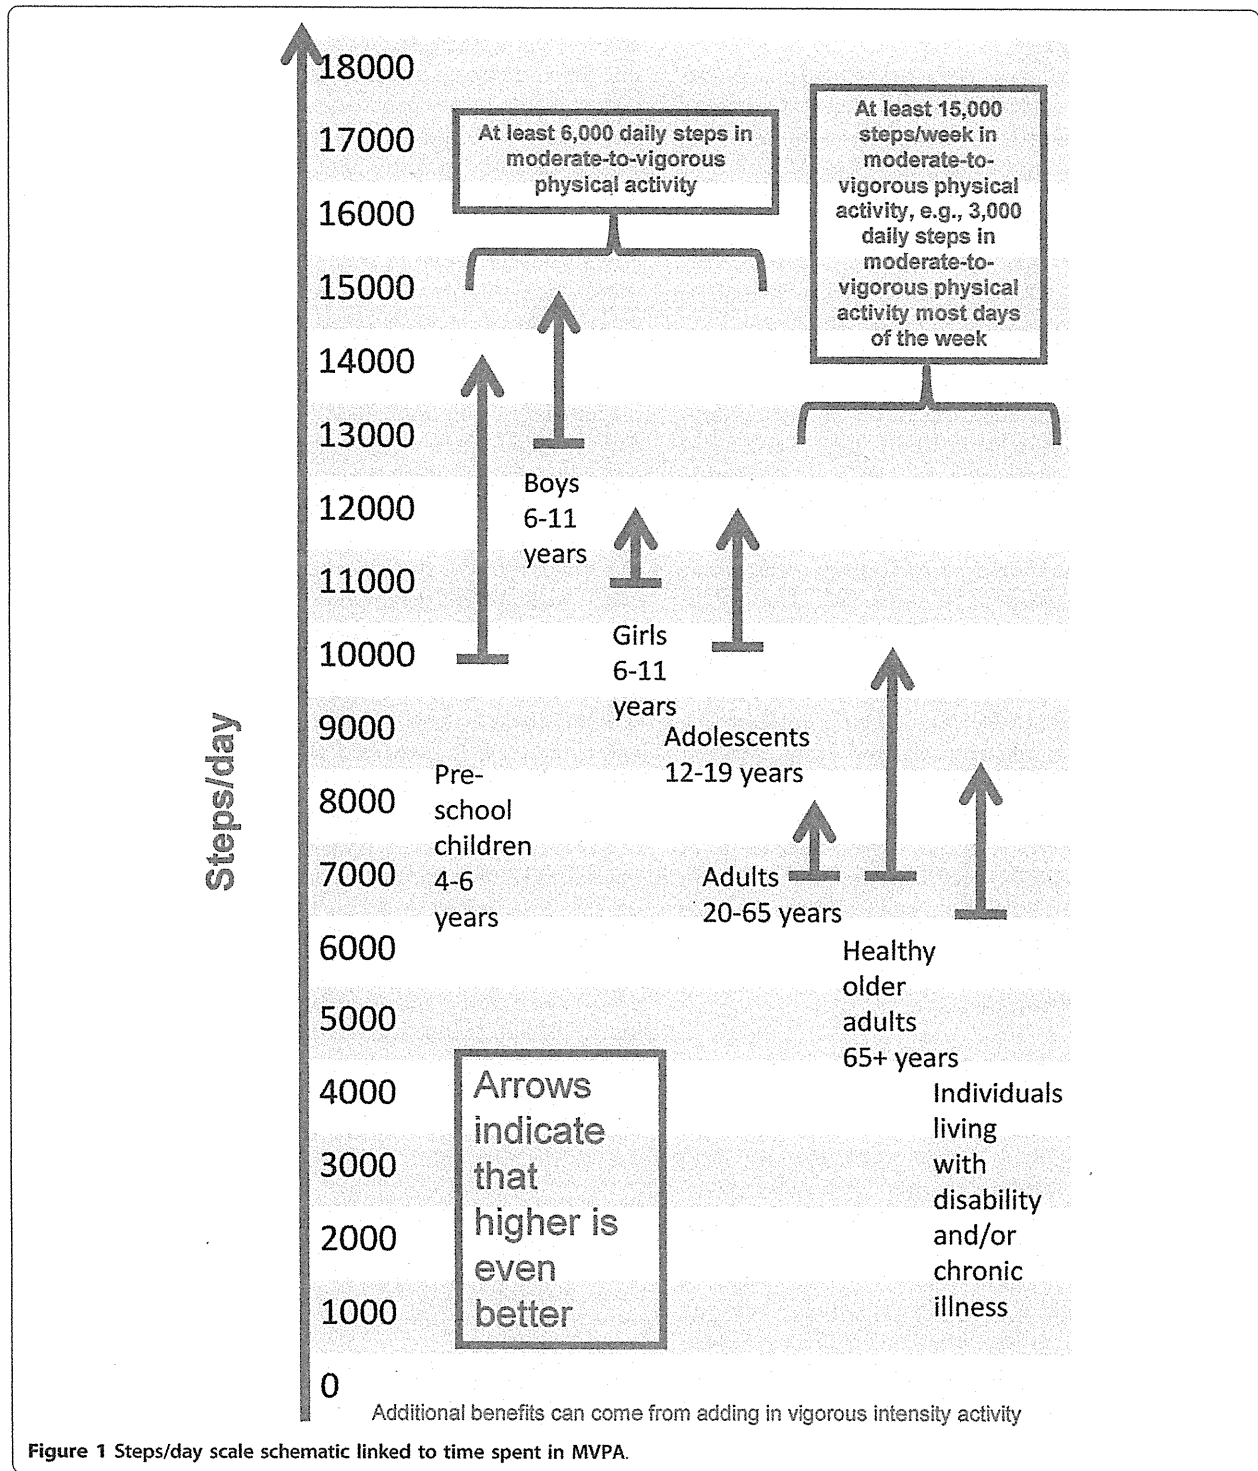 18000
17000
16000
15000
14000
13000
12000
11000
10000
9000
8000
7000
6000
5000
4000
3000
2000
1000
0
Steps/day
At least 6,000 daily steps in
moderate-to-vigorous
physical activity
At least 15,000
steps/week in
moderate-to-
vigorous physical
activity, e.g., 3,000
daily steps in
moderate-to-
vigorous physical
activity most days
of the week
Boys
6-11
years
Girls
6-11
years
Adolescents
12-19 years
Pre-
school
children
4-6
years
Adults
20-65 years
Healthy
older
adults
65+ years
Individuals
living
with
disability
and/or
chronic
illness
Arrows
indicate
that
higher is
even
better
Additional benefits can come from adding in vigorous intensity activity
Figure 1 Steps/day scale schematic linked to time spent in MVPA.